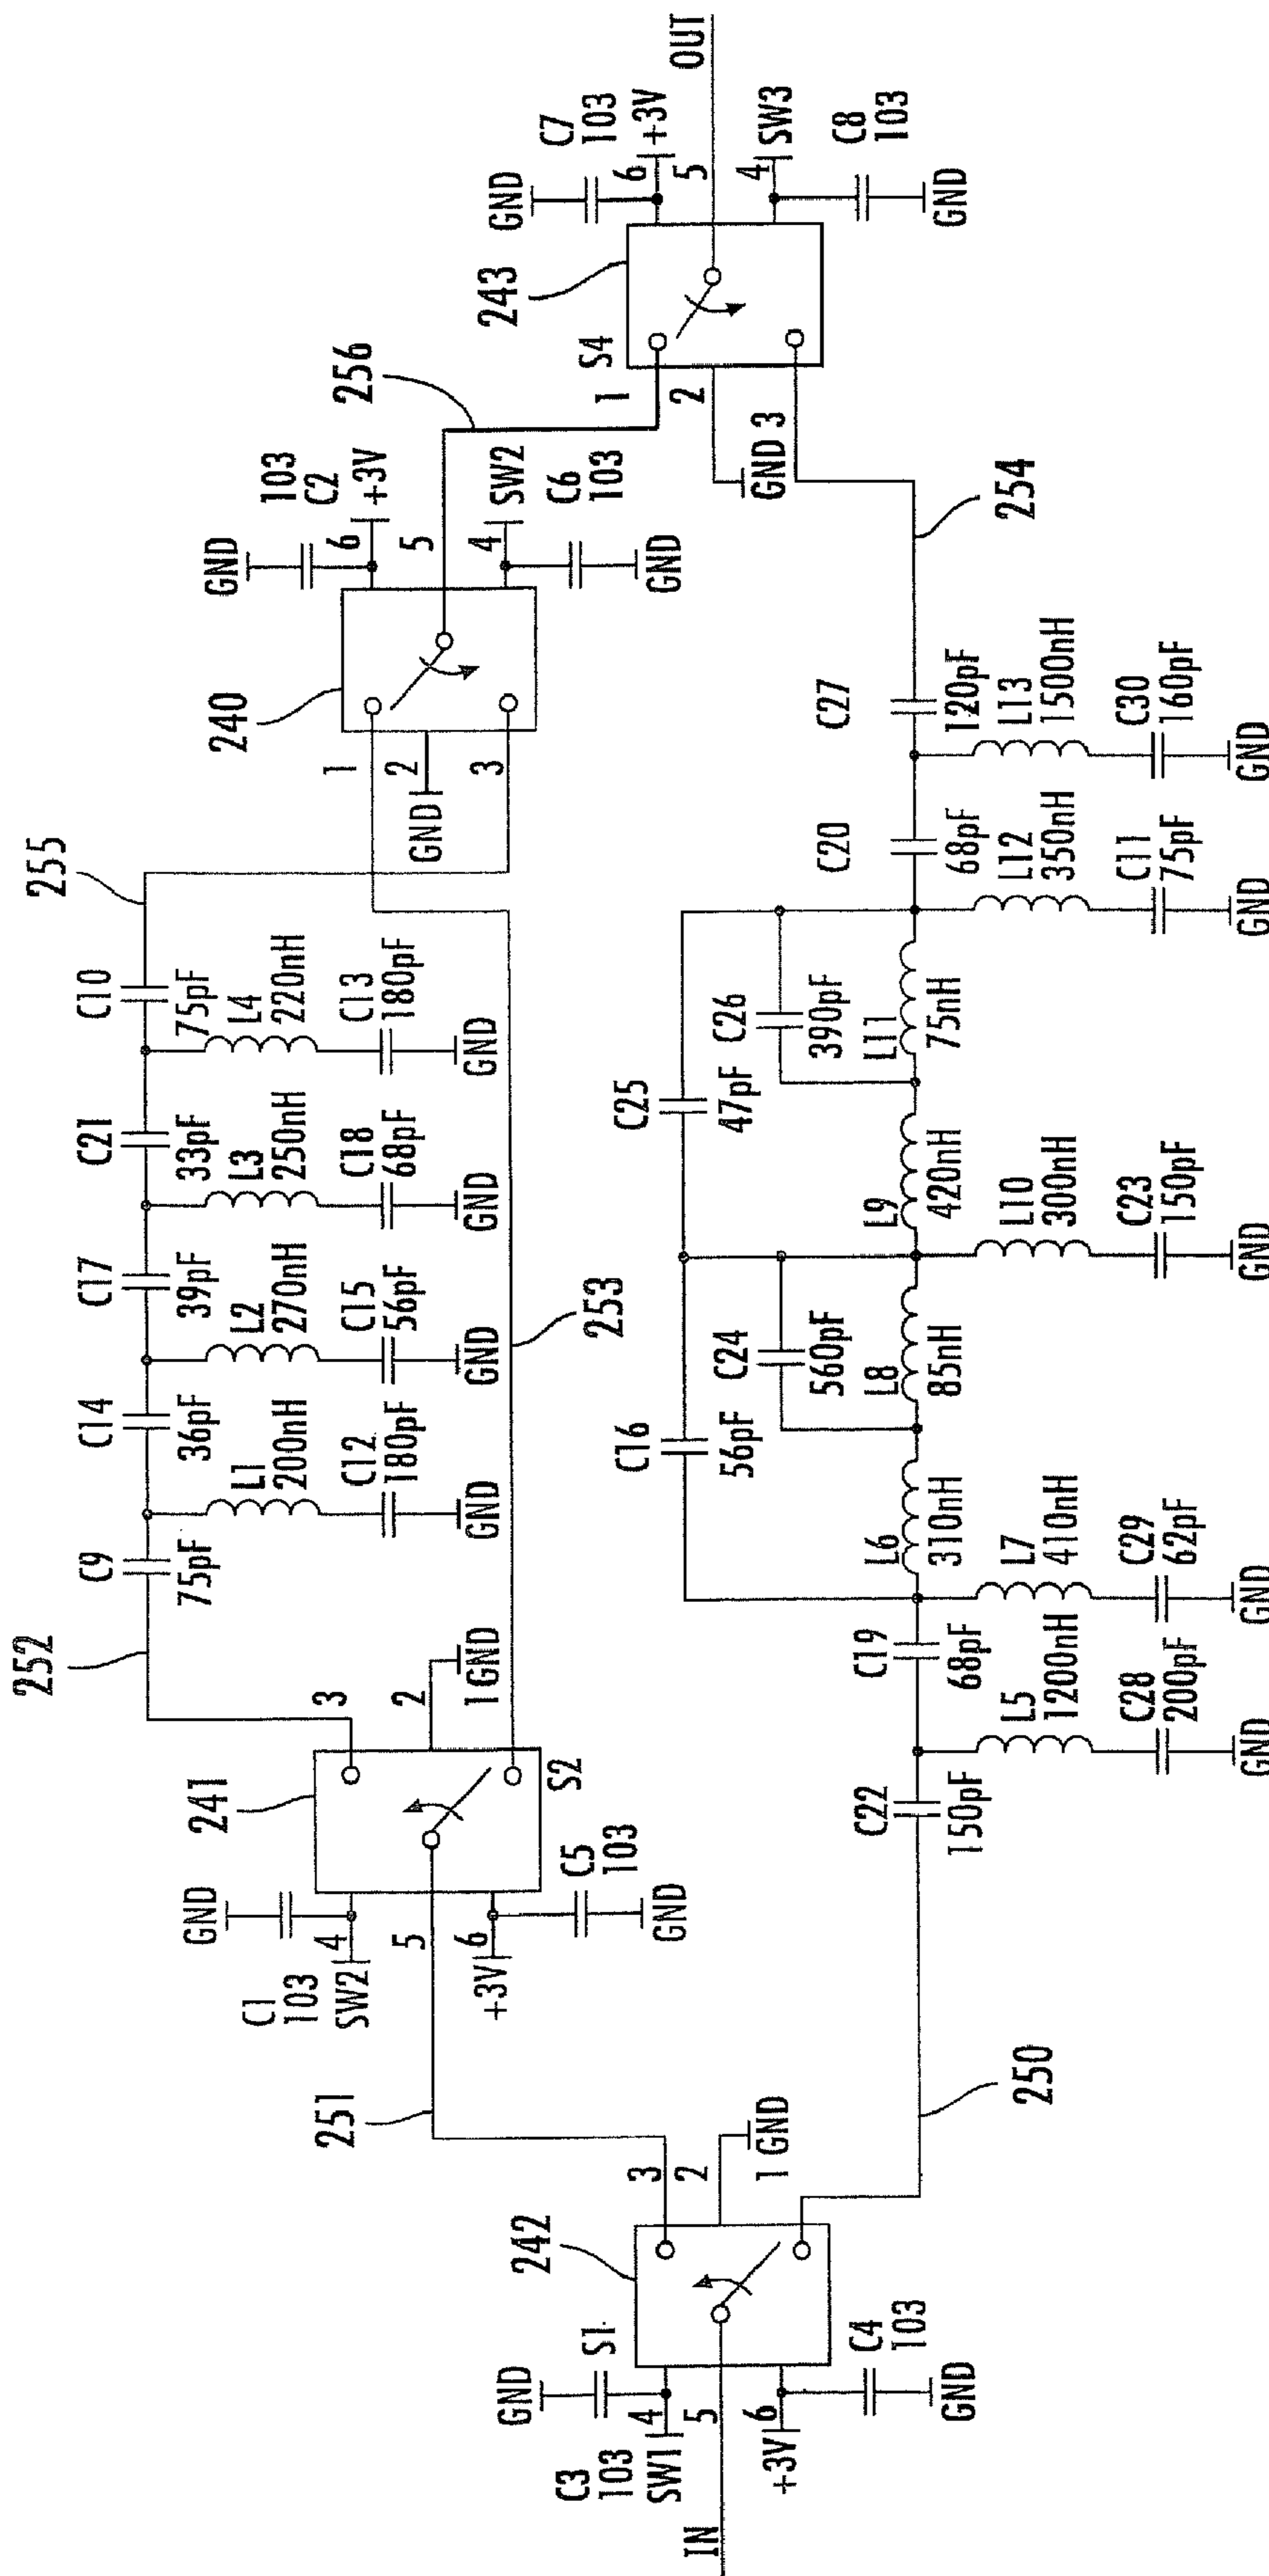 IN
C3
103
SW1
GND
S1
4
5
6
+3V
C4
103
GND
242
3
2
1 GND
250
251
C1
103
SW2
GND
4
5
6
+3V
C5
103
GND
241
S2
3
2
1GND
252
253
C9
75pF
L1
200nH
C12
180pF
GND
C14
36pF
L2
270nH
C15
56pF
GND
C17
39pF
L3
250nH
C18
68pF
GND
C21
33pF
L4
220nH
C13
180pF
GND
C10
75pF
255
1
2
GND
3
240
GND
103
C2
6
+3V
5
4
SW2
C6
103
GND
256
1
S4
2
GND 3
243
GND
C7
103
6
+3V
5
OUT
4
SW3
C8
103
GND
254
C22
150pF
L5
1200nH
C28
200pF
GND
C19
68pF
L7
410nH
C29
62pF
GND
L6
310nH
C16
56pF
C24
560pF
L8
85nH
L10
300nH
C23
150pF
GND
L9
420nH
C25
47pF
C26
390pF
L11
75nH
L12
350nH
C11
75pF
GND
C20
68pF
L13
1500nH
C30
160pF
GND
C27
120pF